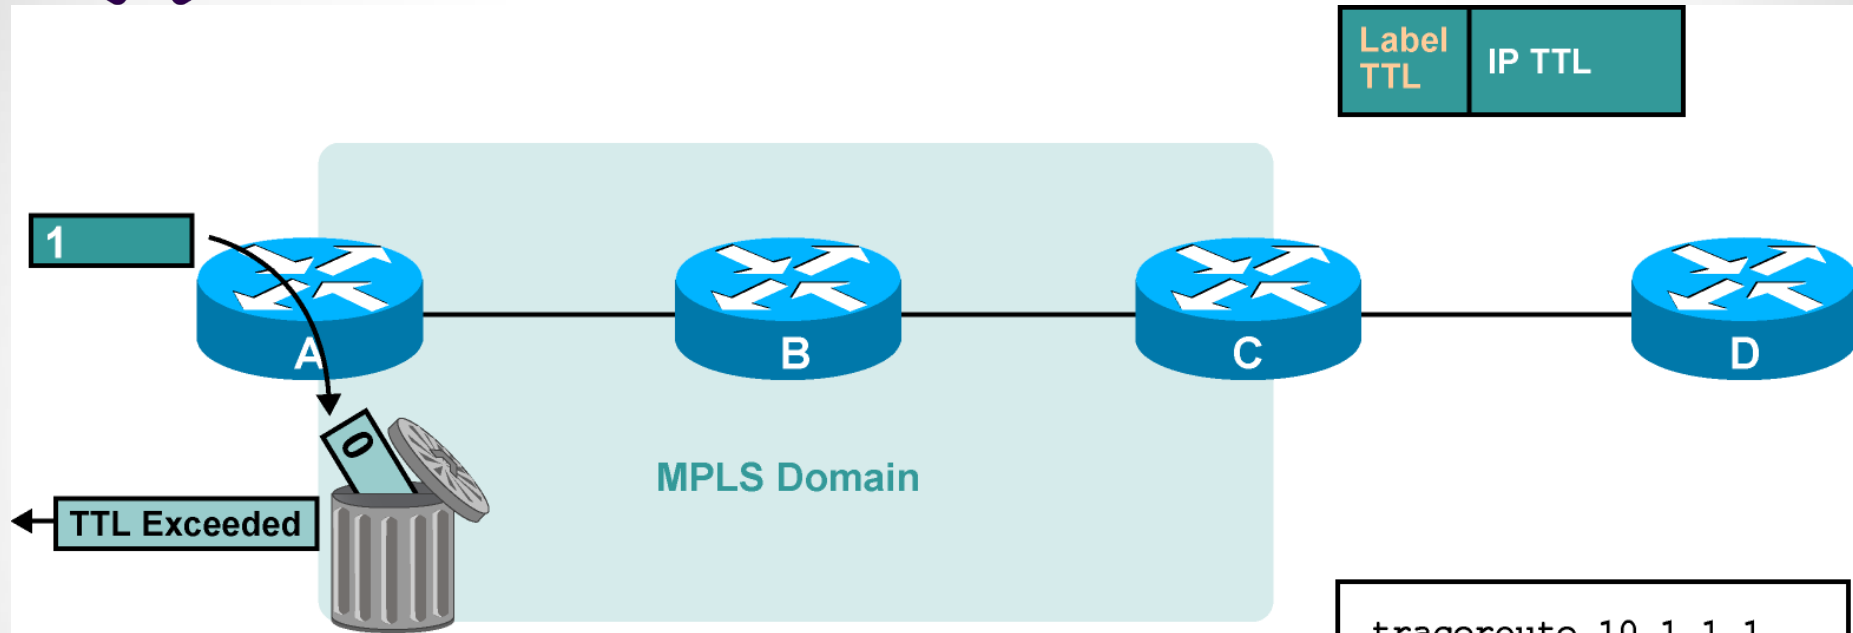 Label
TTL
IP TTL
1
A
B
C
D
0
MPLS Domain
TTL Exceeded
traceroute 10.1.1.1